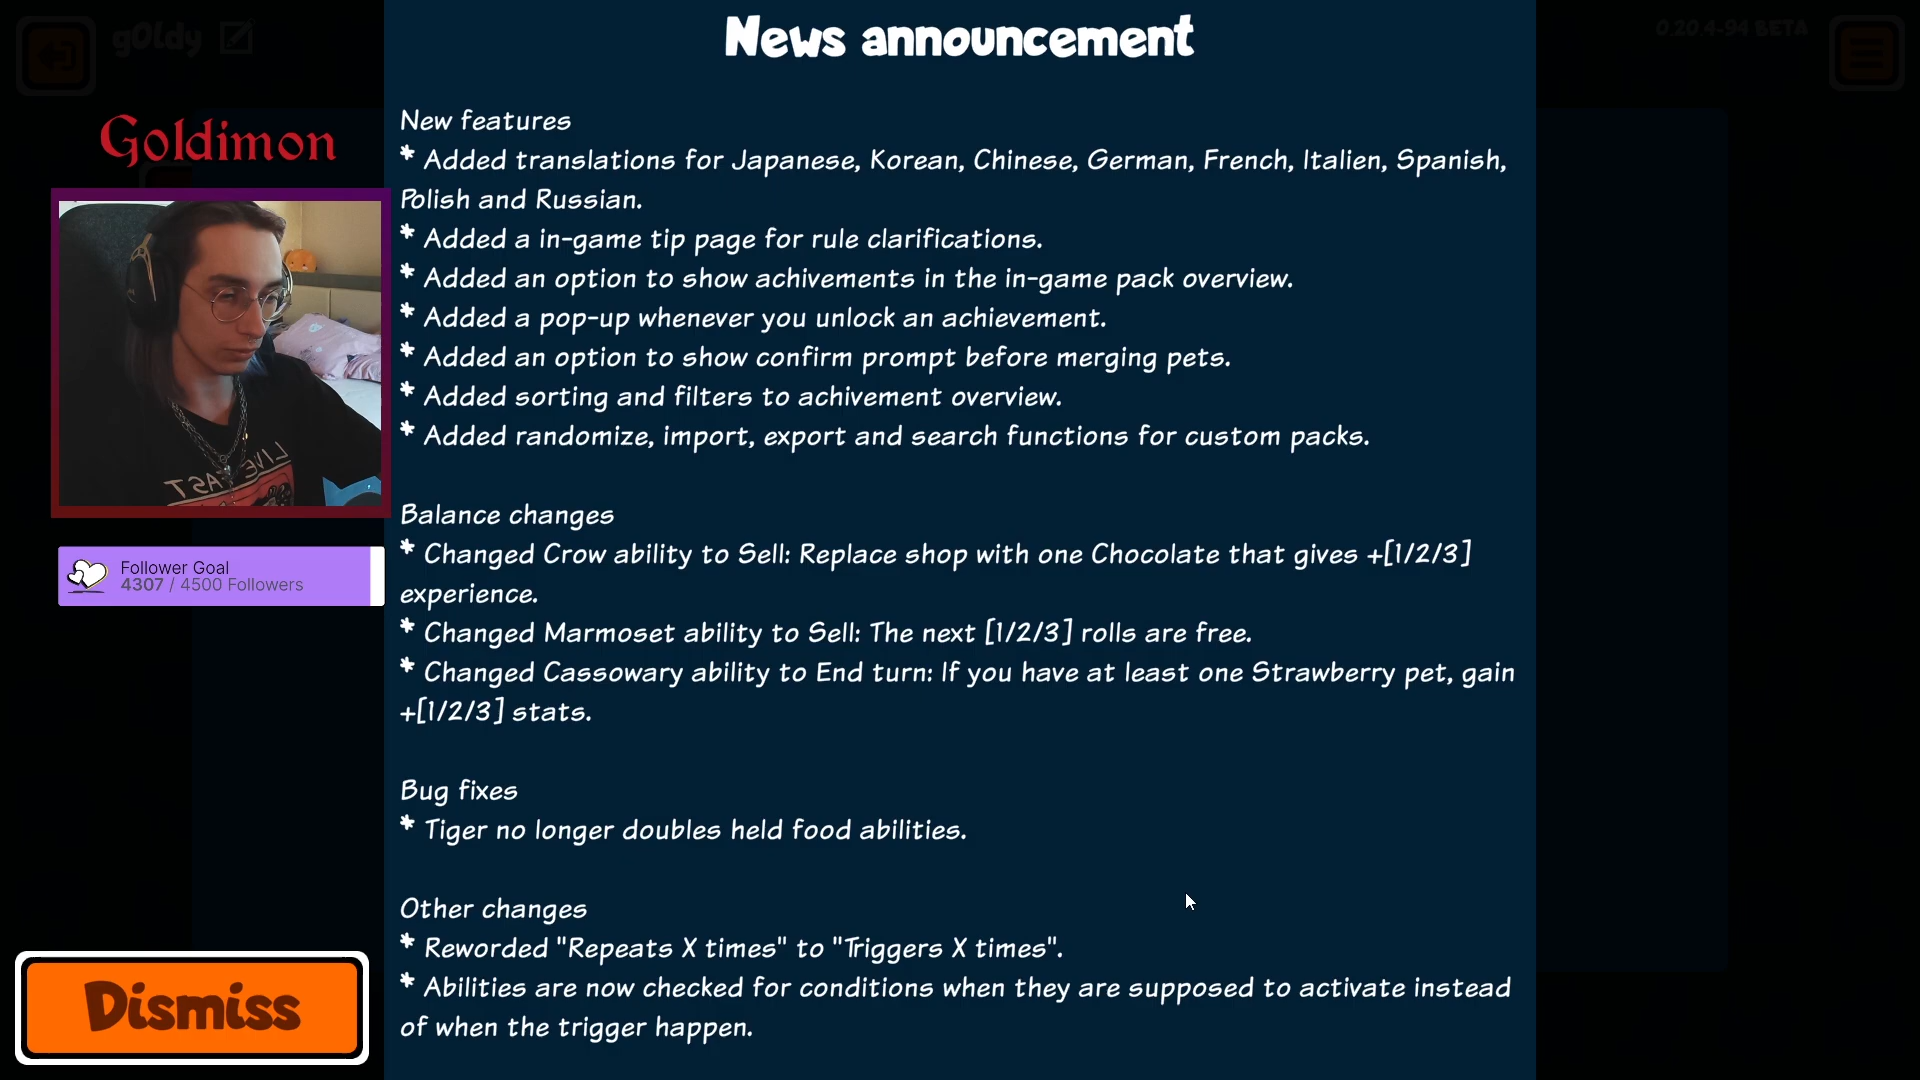 g0ldy
0.20.4-94 BETA
News announcement
Goldimon
New features
* Added translations for Japanese, Korean, Chinese, German, French, Italien, Spanish,
Polish and Russian.
* Added a in-game tip page for rule clarifications.
* Added an option to show achivements in the in-game pack overview.
* Added a pop-up whenever you unlock an achievement.
* Added an option to show confirm prompt before merging pets.
* Added sorting and filters to achivement overview.
* Added randomize, import, export and search functions for custom packs.
Balance changes
* Changed Crow ability to Sell: Replace shop with one Chocolate that gives +[1/2/3]
experience.
* Changed Marmoset ability to Sell: The next [1/2/3] rolls are free.
* Changed Cassowary ability to End turn: If you have at least one Strawberry pet, gain
+[1/2/3] stats.
Bug fixes
* Tiger no longer doubles held food abilities.
Other changes
* Reworded "Repeats X times" to "Triggers X times".
* Abilities are now checked for conditions when they are supposed to activate instead
of when the trigger happen.
LIVE FAST
Follower Goal
4307 / 4500 Followers
Dismiss